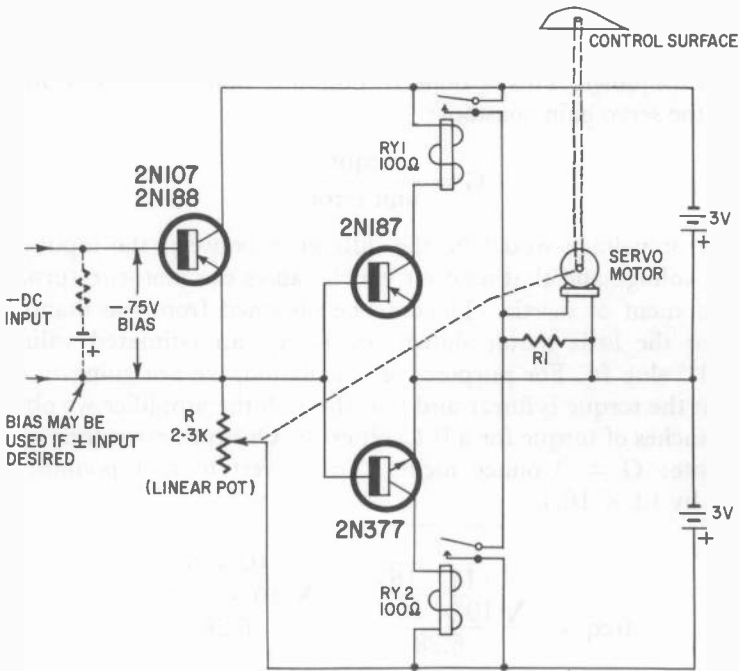 CONTROL SURFACE
RY1
100Ω
2N107
2N188
2N187
3V
+
SERVO
MOTOR
−DC
INPUT
−.75V
BIAS
+
R1
BIAS MAY BE
USED IF ± INPUT
DESIRED
R
2-3K
(LINEAR POT)
2N377
3V
+
RY2
100Ω